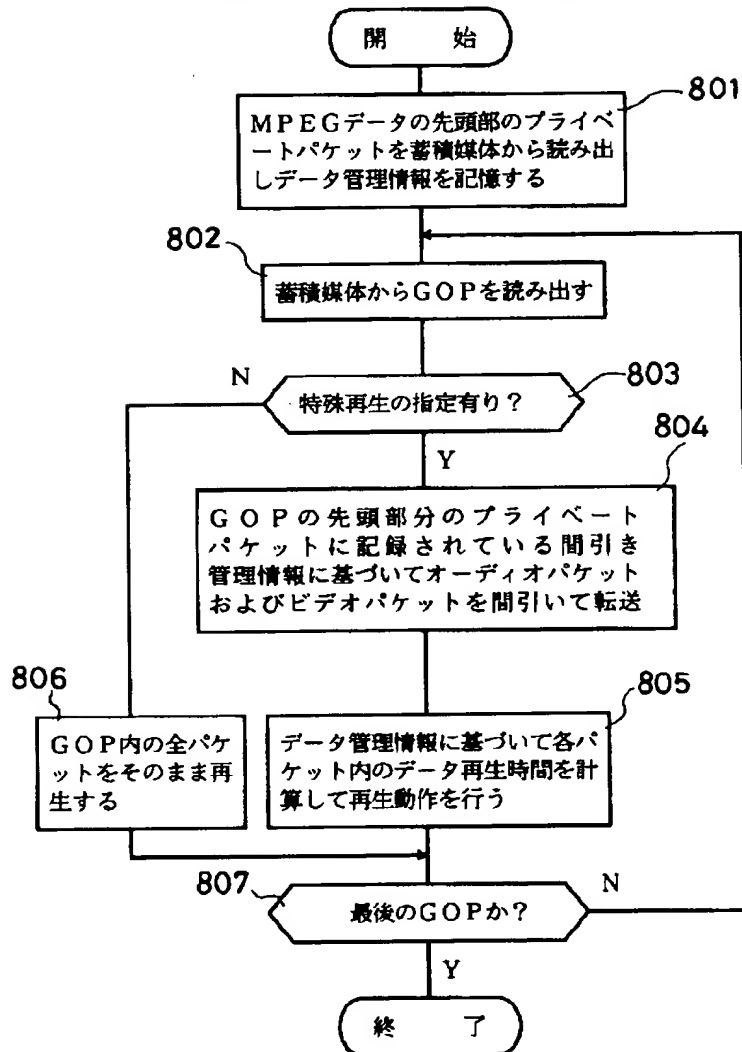 開 始
801
MPEGデータの先頭部のプライベ
ートパケットを蓄積媒体から読み出
しデータ管理情報を記憶する
802
蓄積媒体からGOPを読み出す
N
803
特殊再生の指定有り?
Y
804
GOPの先頭部分のプライベート
パケットに記録されている間引き
管理情報に基づいてオーディオパケット
およびビデオパケットを間引いて転送
806
GOP内の全パ
ケットをそのまま再
生する
805
データ管理情報に基づいて各パ
ケット内のデータ再生時間を計
算して再生動作を行う
807
N
最後のGOPか?
Y
終 了